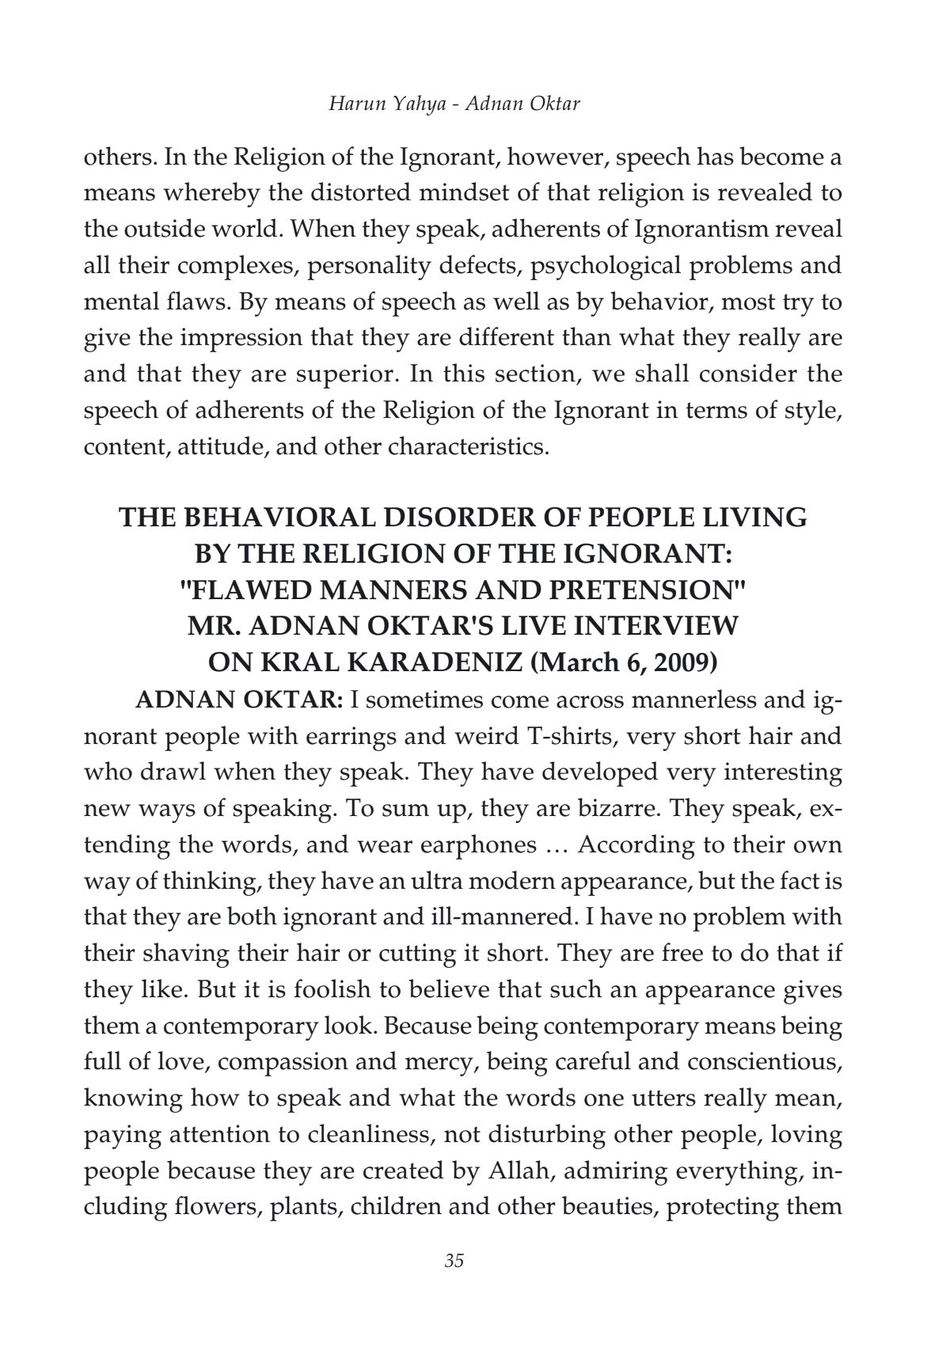 Harun Yahya - Adnan Oktar
others. In the Religion of the Ignorant, however, speech has become a
means whereby the distorted mindset of that religion is revealed to
the outside world. When they speak, adherents of Ignorantism reveal
all their complexes, personality defects, psychological problems and
mental flaws. By means of speech as well as by behavior, most try to
give the impression that they are different than what they really are
and that they are superior. In this section, we shall consider the
speech of adherents of the Religion of the Ignorant in terms of style,
content, attitude, and other characteristics.
THE BEHAVIORAL DISORDER OF PEOPLE LIVING
BY THE RELIGION OF THE IGNORANT:
"FLAWED MANNERS AND PRETENSION"
MR. ADNAN OKTAR'S LIVE INTERVIEW
ON KRAL KARADENIZ (March 6, 2009)
ADNAN OKTAR: I sometimes come across mannerless and ig-
norant people with earrings and weird T-shirts, very short hair and
who drawl when they speak. They have developed very interesting
new ways of speaking. To sum up, they are bizarre. They speak, ex-
tending the words, and wear earphones … According to their own
way of thinking, they have an ultra modern appearance, but the fact is
that they are both ignorant and ill-mannered. I have no problem with
their shaving their hair or cutting it short. They are free to do that if
they like. But it is foolish to believe that such an appearance gives
them a contemporary look. Because being contemporary means being
full of love, compassion and mercy, being careful and conscientious,
knowing how to speak and what the words one utters really mean,
paying attention to cleanliness, not disturbing other people, loving
people because they are created by Allah, admiring everything, in-
cluding flowers, plants, children and other beauties, protecting them
35